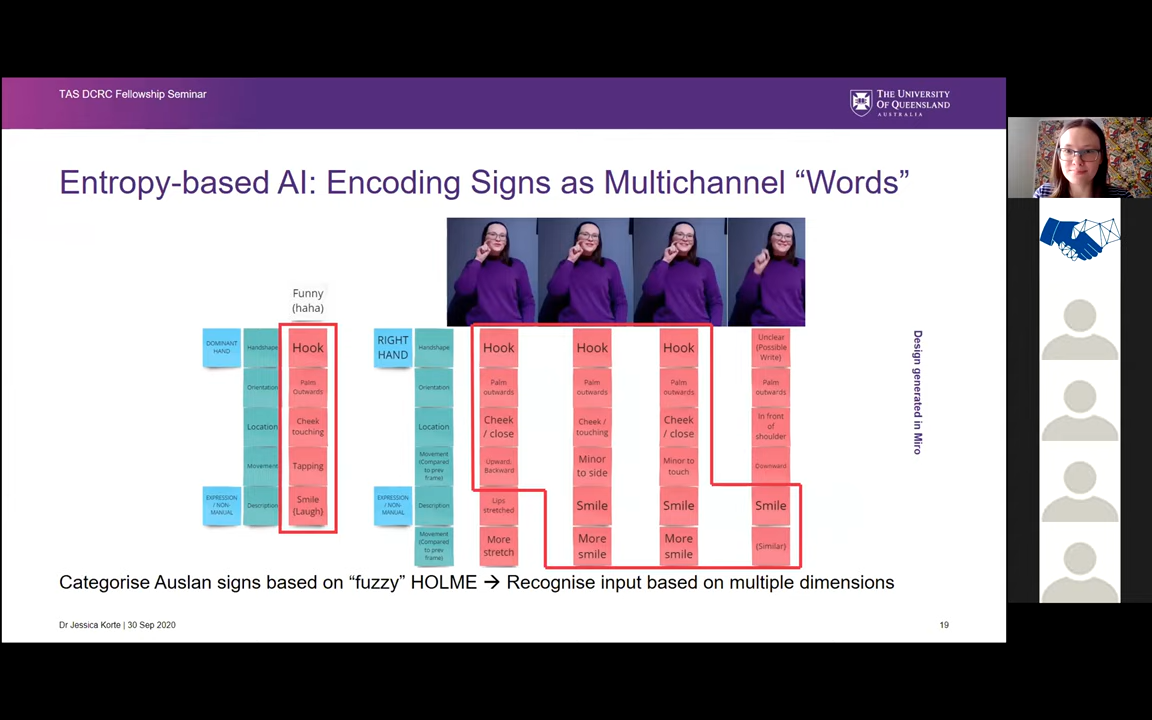 TAS DCRC Fellowship Seminar
THE UNIVERSITY
OF QUEENSLAND
AUSTRALIA
Entropy-based AI: Encoding Signs as Multichannel “Words”
Funny
(haha)
DOMINANT
HAND
Handshape
Hook
Orientation
Palm
Outwards
Location
Cheek
touching
Movement
Tapping
EXPRESSION
/ NON-
MANUAL
Description
Smile
(Laugh)
RIGHT
HAND
Handshape
Hook
Hook
Hook
Unclear
(Possible
Write)
Orientation
Palm
outwards
Palm
outwards
Palm
outwards
Palm
outwards
Location
Cheek
/ close
Cheek /
touching
Cheek
/ close
In front
of
shoulder
Movement
(Compared
to prev
frame)
Upward,
Backward
Minor
to side
Minor to
touch
Downward
EXPRESSION
/ NON-
MANUAL
Description
Lips
stretched
Smile
Smile
Smile
Movement
(Compared
to prev
frame)
More
stretch
More
smile
More
smile
(Similar)
Design generated in Miro
Categorise Auslan signs based on “fuzzy” HOLME → Recognise input based on multiple dimensions
Dr Jessica Korte | 30 Sep 2020
19